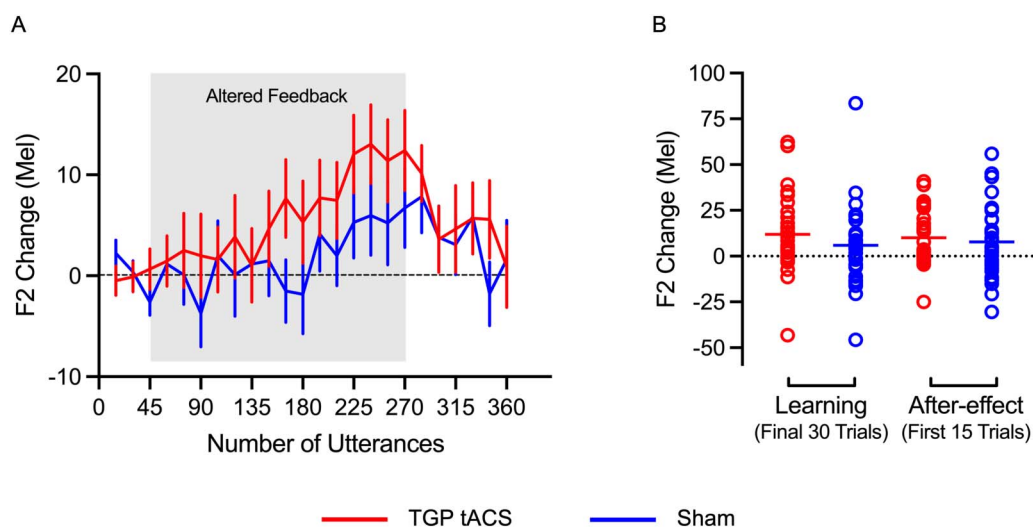 A
B
F2 Change (Mel)
20
10
0
-10
Altered Feedback
0 45 90 135 180 225 270 315 360
Number of Utterances
F2 Change (Mel)
100
75
50
25
0
-25
-50
Learning After-effect
(Final 30 Trials) (First 15 Trials)
TGP tACS Sham